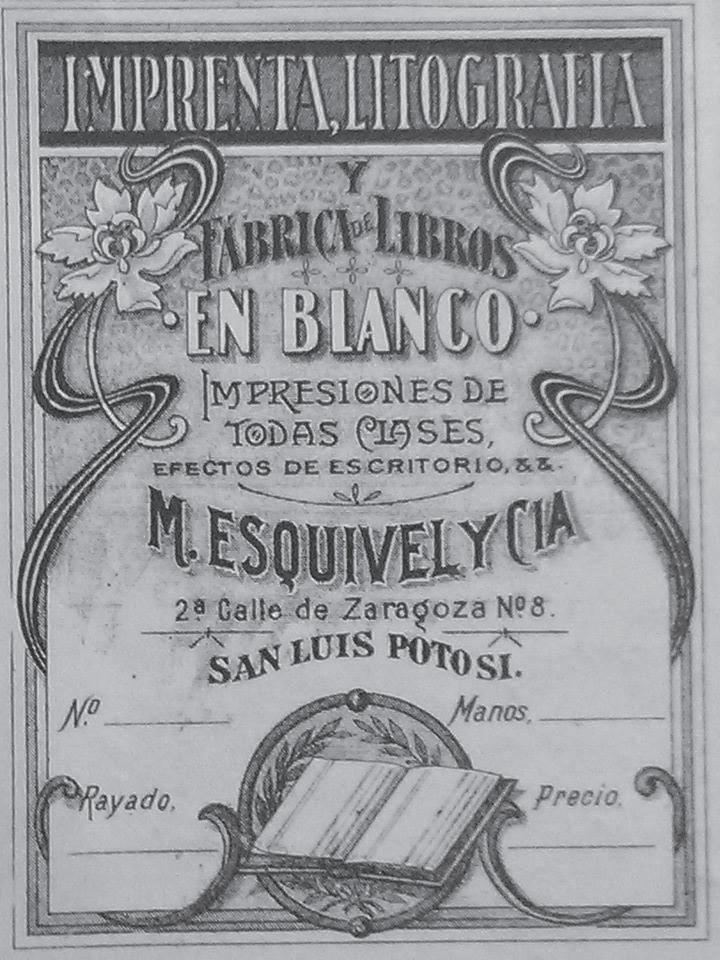 IMPRENTA, LITOGRAFIA
Y
FÁBRICA DE LIBROS
·EN BLANCO·
IMPRESIONES DE
TODAS CLASES,
EFECTOS DE ESCRITORIO, &&.
M. ESQUIVEL Y CIA
2ª Calle de Zaragoza Nº 8.
SAN LUIS POTOSI.
N.º Manos,
Rayado, Precio,